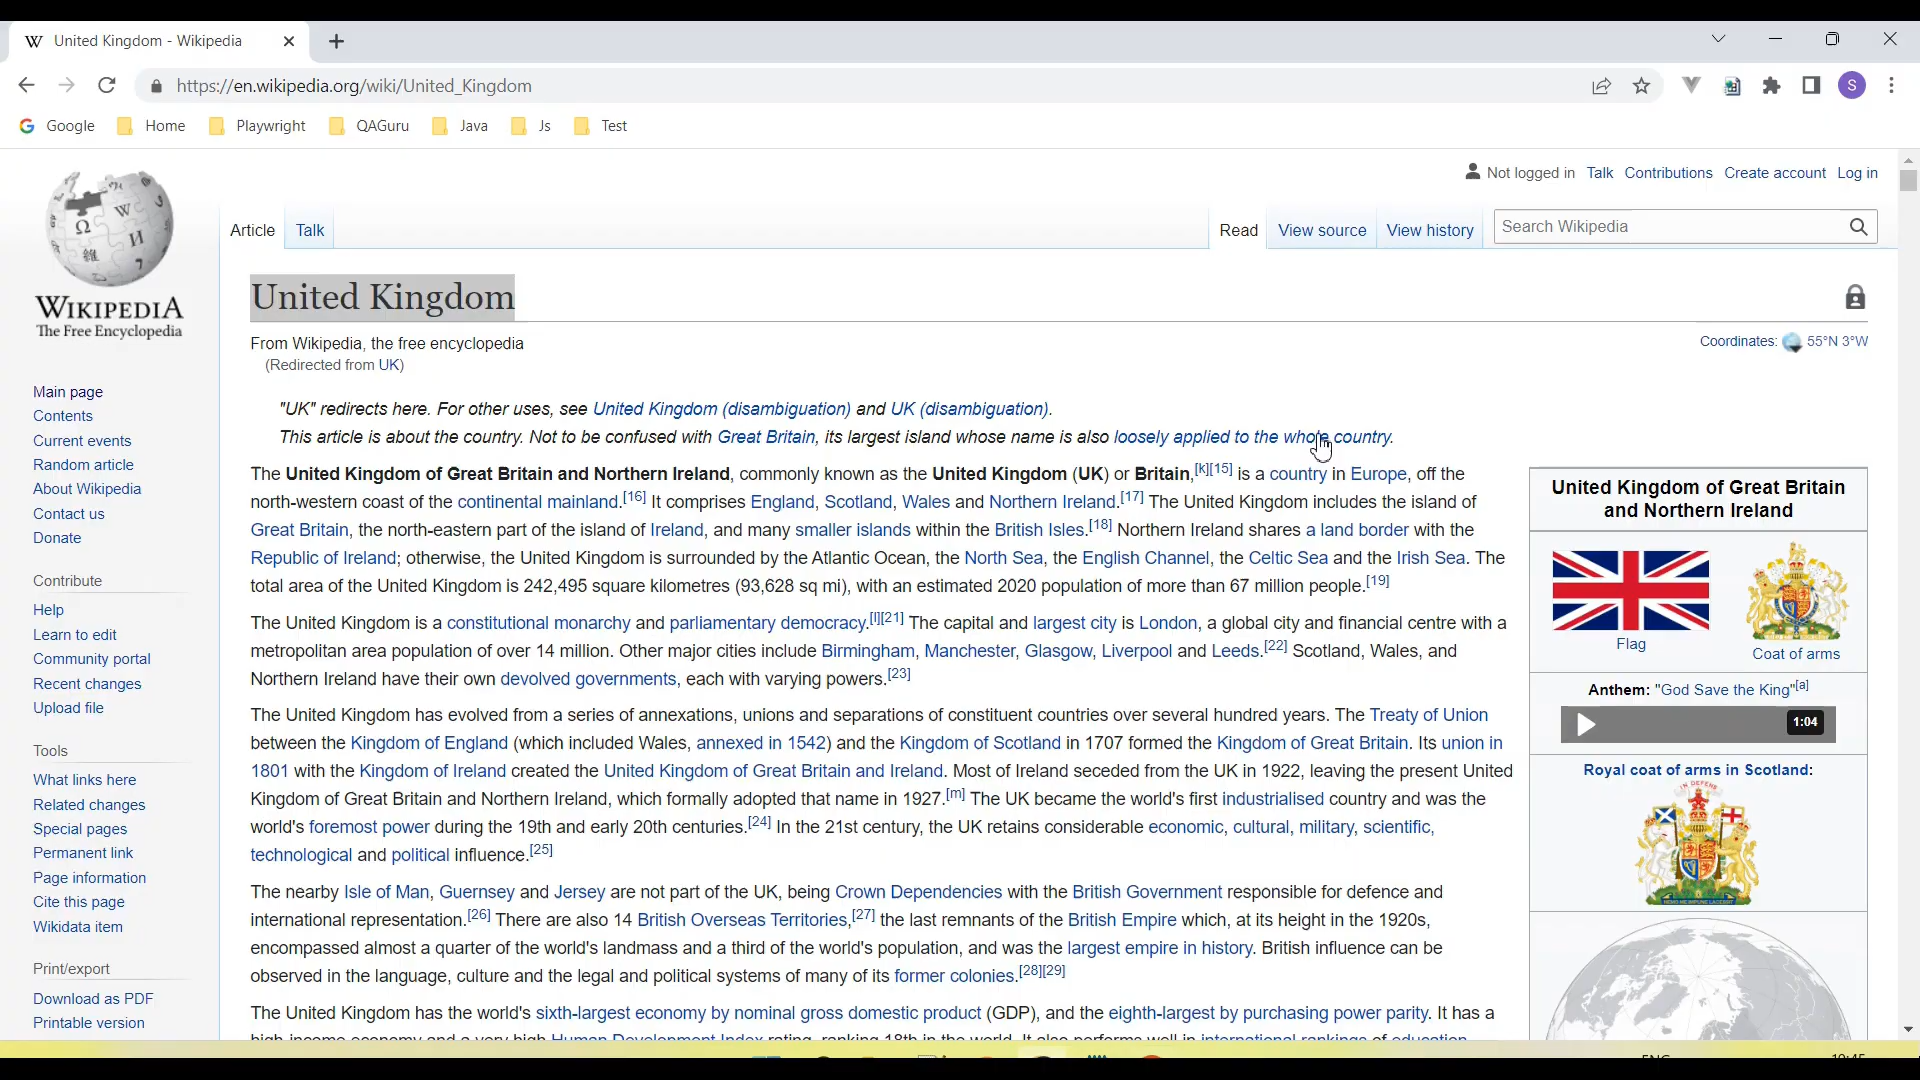 United Kingdom - Wikipedia
https://en.wikipedia.org/wiki/United_Kingdom
S
Google Home Playwright QAGuru Java Js Test
Not logged in Talk Contributions Create account Log in
Article Talk Read View source View history Search Wikipedia
WIKIPEDIA
The Free Encyclopedia
Main page
Contents
Current events
Random article
About Wikipedia
Contact us
Donate
Contribute
Help
Learn to edit
Community portal
Recent changes
Upload file
Tools
What links here
Related changes
Special pages
Permanent link
Page information
Cite this page
Wikidata item
Print/export
Download as PDF
Printable version
United Kingdom
From Wikipedia, the free encyclopedia
Coordinates: 55°N 3°W
(Redirected from UK)
"UK" redirects here. For other uses, see United Kingdom (disambiguation) and UK (disambiguation).
This article is about the country. Not to be confused with Great Britain, its largest island whose name is also loosely applied to the whole country.
The United Kingdom of Great Britain and Northern Ireland, commonly known as the United Kingdom (UK) or Britain,[k][15] is a country in Europe, off the
north-western coast of the continental mainland.[16] It comprises England, Scotland, Wales and Northern Ireland.[17] The United Kingdom includes the island of
Great Britain, the north-eastern part of the island of Ireland, and many smaller islands within the British Isles.[18] Northern Ireland shares a land border with the
Republic of Ireland; otherwise, the United Kingdom is surrounded by the Atlantic Ocean, the North Sea, the English Channel, the Celtic Sea and the Irish Sea. The
total area of the United Kingdom is 242,495 square kilometres (93,628 sq mi), with an estimated 2020 population of more than 67 million people.[19]
The United Kingdom is a constitutional monarchy and parliamentary democracy.[l][21] The capital and largest city is London, a global city and financial centre with a
metropolitan area population of over 14 million. Other major cities include Birmingham, Manchester, Glasgow, Liverpool and Leeds.[22] Scotland, Wales, and
Northern Ireland have their own devolved governments, each with varying powers.[23]
The United Kingdom has evolved from a series of annexations, unions and separations of constituent countries over several hundred years. The Treaty of Union
between the Kingdom of England (which included Wales, annexed in 1542) and the Kingdom of Scotland in 1707 formed the Kingdom of Great Britain. Its union in
1801 with the Kingdom of Ireland created the United Kingdom of Great Britain and Ireland. Most of Ireland seceded from the UK in 1922, leaving the present United
Kingdom of Great Britain and Northern Ireland, which formally adopted that name in 1927.[m] The UK became the world's first industrialised country and was the
world's foremost power during the 19th and early 20th centuries.[24] In the 21st century, the UK retains considerable economic, cultural, military, scientific,
technological and political influence.[25]
The nearby Isle of Man, Guernsey and Jersey are not part of the UK, being Crown Dependencies with the British Government responsible for defence and
international representation.[26] There are also 14 British Overseas Territories,[27] the last remnants of the British Empire which, at its height in the 1920s,
encompassed almost a quarter of the world's landmass and a third of the world's population, and was the largest empire in history. British influence can be
observed in the language, culture and the legal and political systems of many of its former colonies.[28][29]
The United Kingdom has the world's sixth-largest economy by nominal gross domestic product (GDP), and the eighth-largest by purchasing power parity. It has a
high-income economy and a very high Human Development Index rating, ranking 18th in the world. It also performs well in international rankings of education,
United Kingdom of Great Britain
and Northern Ireland
Flag
Coat of arms
Anthem: "God Save the King"[a]
1:04
Royal coat of arms in Scotland: